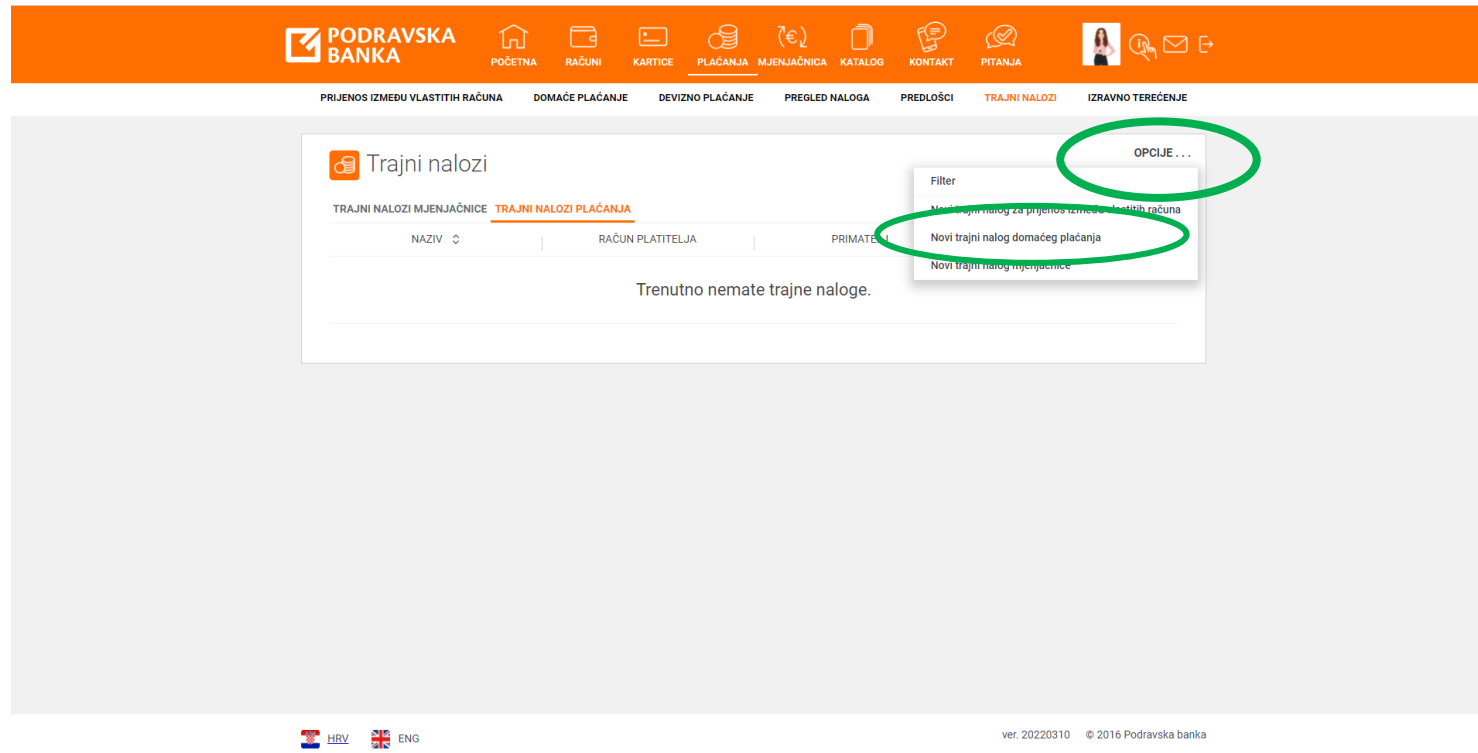 PODRAVSKA
BANKA
POČETNA RAČUNI KARTICE PLAĆANJA MJENJAČNICA KATALOG KONTAKT PITANJA
PRIJENOS IZMEĐU VLASTITIH RAČUNA DOMAĆE PLAĆANJE DEVIZNO PLAĆANJE PREGLED NALOGA PREDLOŠCI TRAJNI NALOZI IZRAVNO TEREĆENJE
Trajni nalozi
OPCIJE . . .
Filter
Novi trajni nalog za prijenos između vlastitih računa
Novi trajni nalog domaćeg plaćanja
Novi trajni nalog mjenjačnice
TRAJNI NALOZI MJENJAČNICE TRAJNI NALOZI PLAĆANJA
NAZIV RAČUN PLATITELJA PRIMATELJ
Trenutno nemate trajne naloge.
HRV ENG ver. 20220310 © 2016 Podravska banka